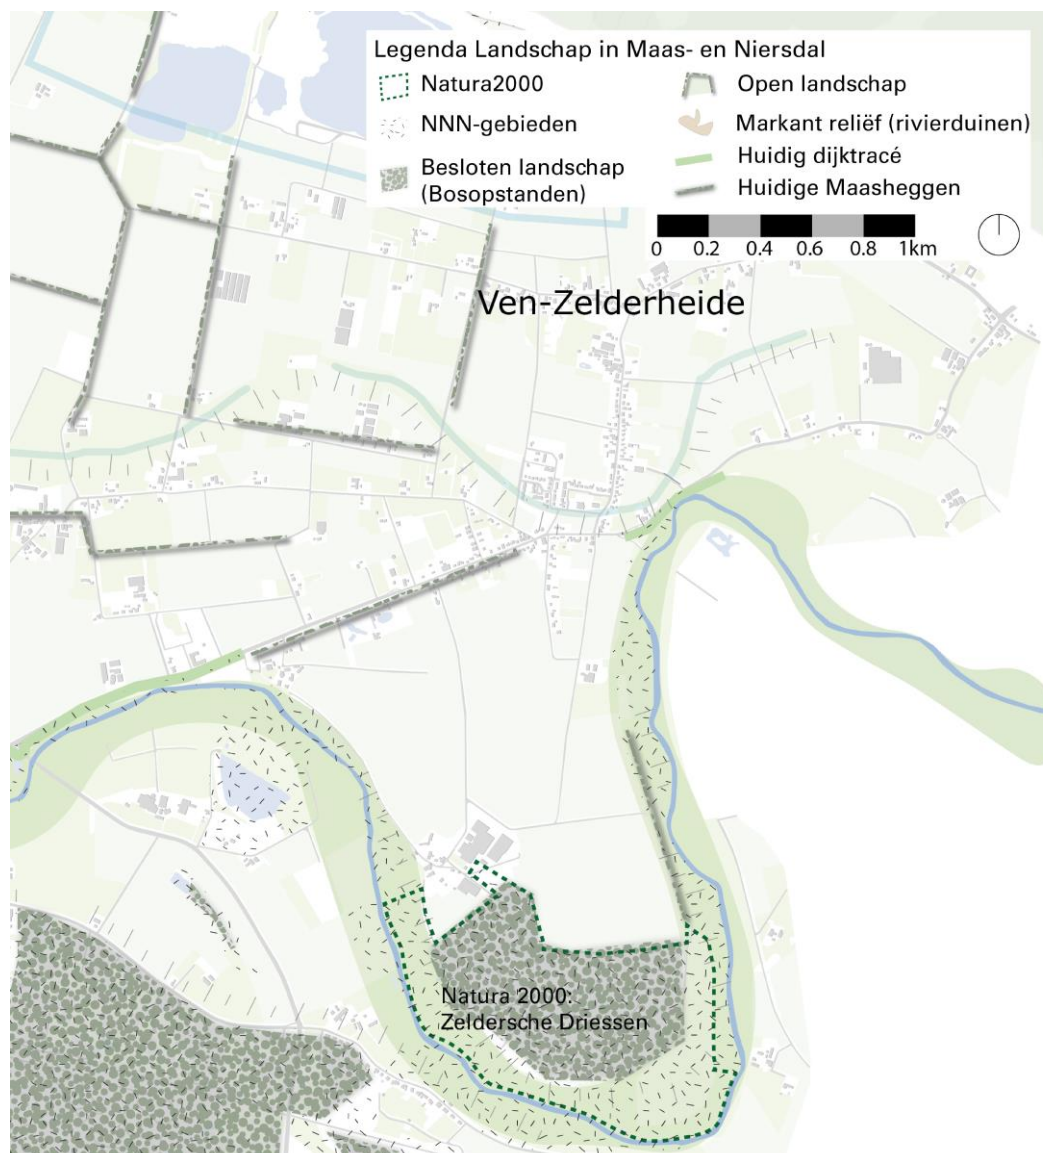 Legenda Landschap in Maas- en Niersdal
Natura2000
NNN-gebieden
Besloten landschap
(Bosopstanden)
Open landschap
Markant reliëf (rivierduinen)
Huidig dijktracé
Huidige Maasheggen
0 0.2 0.4 0.6 0.8 1km
Ven-Zelderheide
Natura 2000:
Zeldersche Driessen